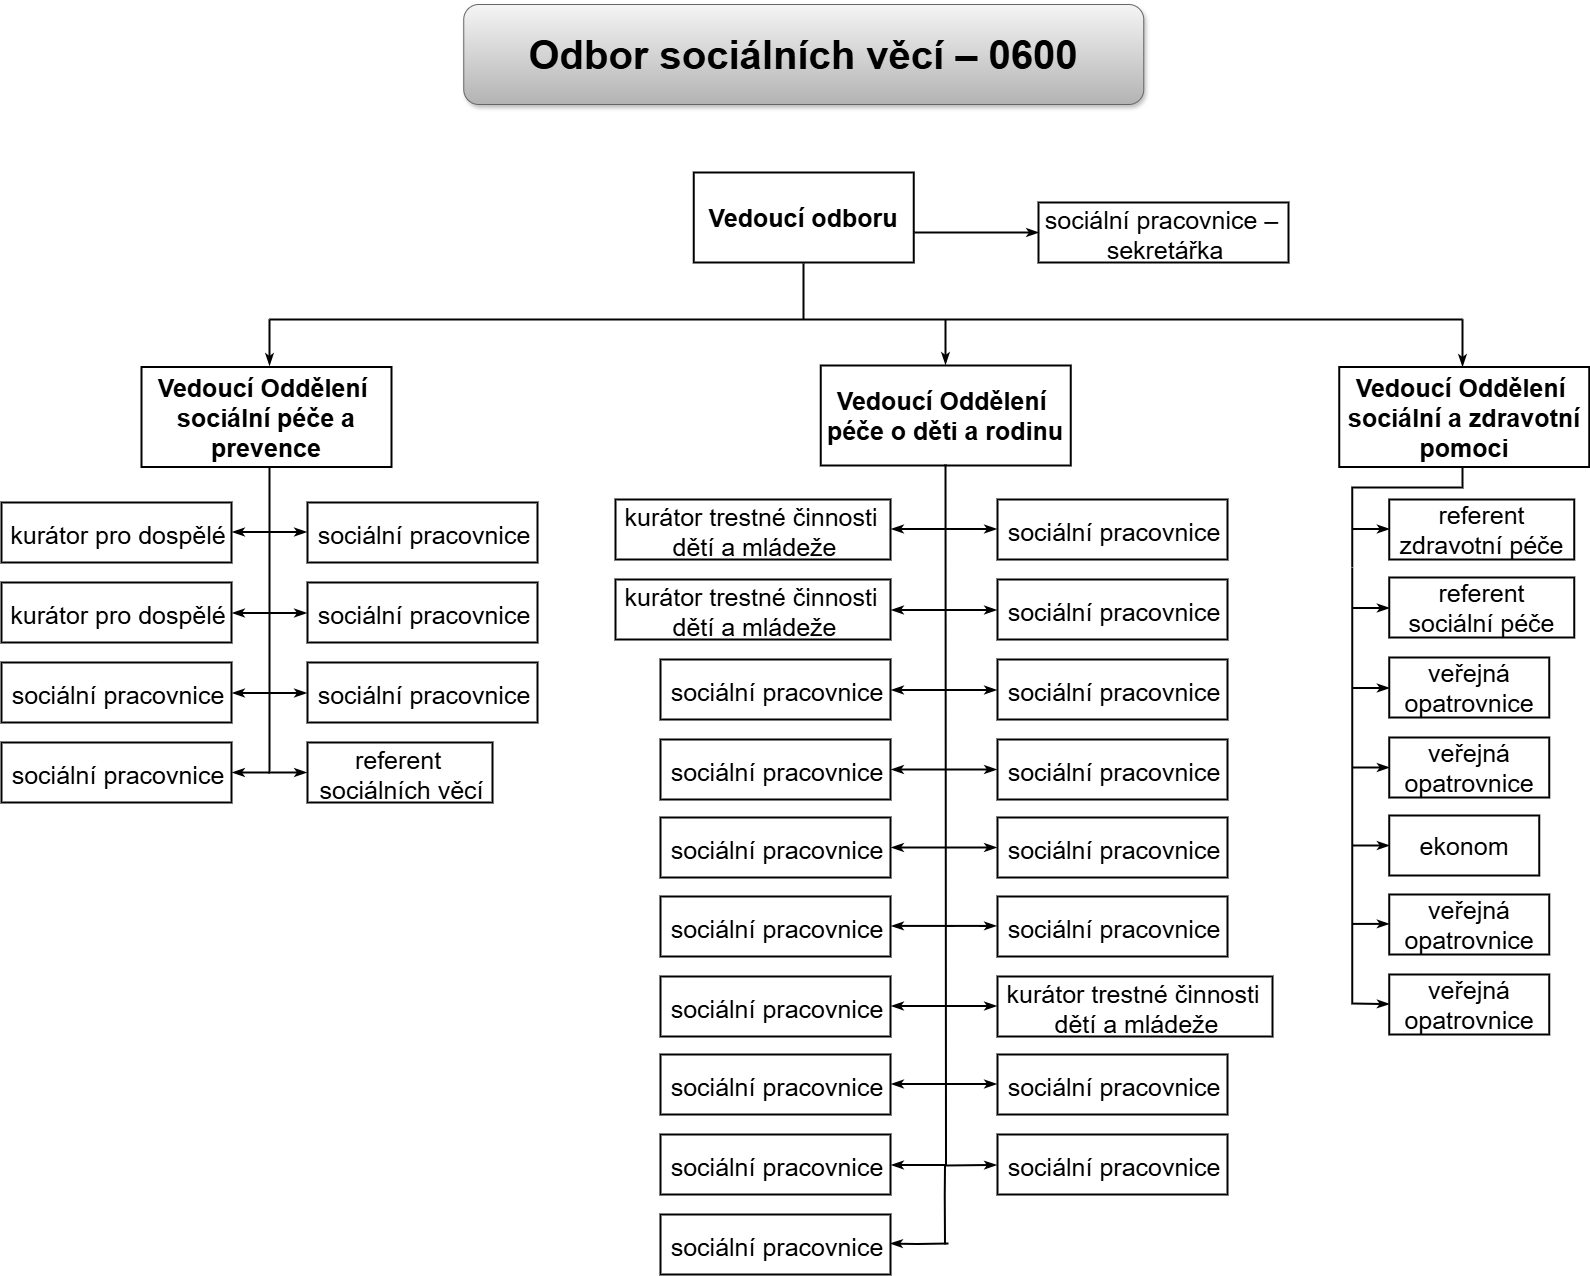 Odbor sociálních věcí – 0600
Vedoucí odboru
sociální pracovnice –
sekretářka
Vedoucí Oddělení
sociální péče a
prevence
kurátor pro dospělé
sociální pracovnice
kurátor pro dospělé
sociální pracovnice
sociální pracovnice
sociální pracovnice
sociální pracovnice
referent
sociálních věcí
Vedoucí Oddělení
péče o děti a rodinu
kurátor trestné činnosti
dětí a mládeže
sociální pracovnice
kurátor trestné činnosti
dětí a mládeže
sociální pracovnice
sociální pracovnice
sociální pracovnice
sociální pracovnice
sociální pracovnice
sociální pracovnice
sociální pracovnice
sociální pracovnice
sociální pracovnice
sociální pracovnice
kurátor trestné činnosti
dětí a mládeže
sociální pracovnice
sociální pracovnice
sociální pracovnice
sociální pracovnice
sociální pracovnice
Vedoucí Oddělení
sociální a zdravotní
pomoci
referent
zdravotní péče
referent
sociální péče
veřejná
opatrovnice
veřejná
opatrovnice
ekonom
veřejná
opatrovnice
veřejná
opatrovnice